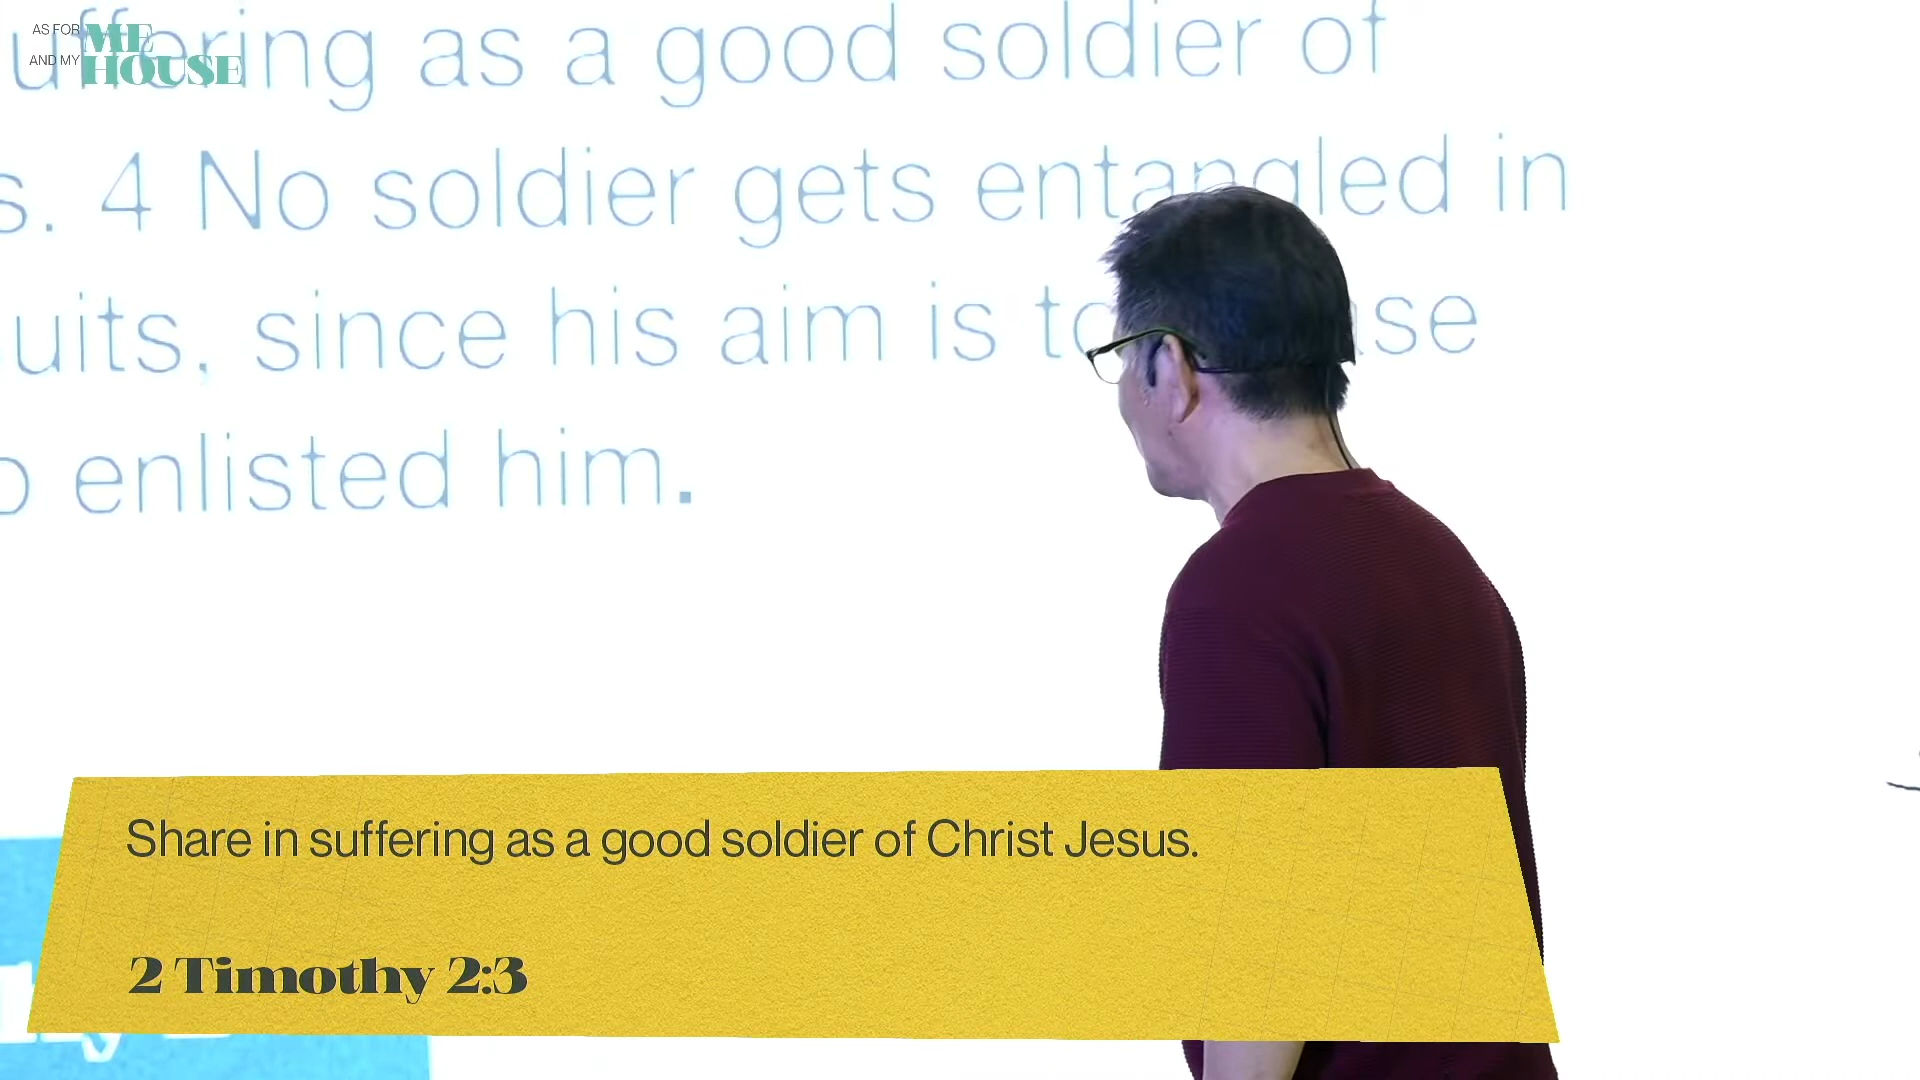 AS FOR ME
AND MY HOUSE
uffering as a good soldier of
s. 4 No soldier gets entangled in
uits, since his aim is to
enlisted him.
Share in suffering as a good soldier of Christ Jesus.
2 Timothy 2:3